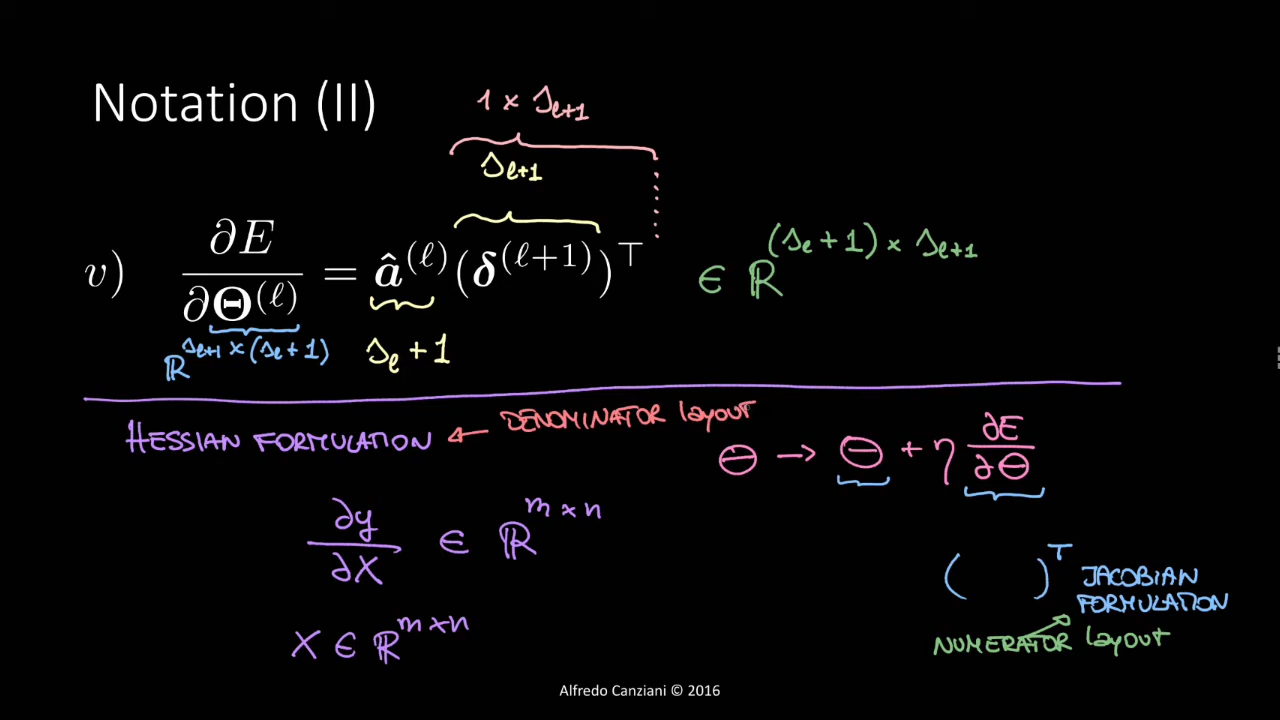 Notation (II)
1 × s_{ℓ+1}
s_{ℓ+1}
v) ∂E/∂Θ^{(ℓ)} = â^{(ℓ)}(δ^{(ℓ+1)})^⊤ ∈ ℝ^{(s_ℓ+1)×s_{ℓ+1}}
ℝ^{s_{ℓ+1}×(s_ℓ+1)} s_ℓ+1
HESSIAN FORMULATION ← DENOMINATOR layout
Θ → Θ + η ∂E/∂Θ
∂y/∂X ∈ ℝ^{m×n}
( )^T JACOBIAN
FORMULATION
X ∈ ℝ^{m×n}
NUMERATOR layout
Alfredo Canziani © 2016